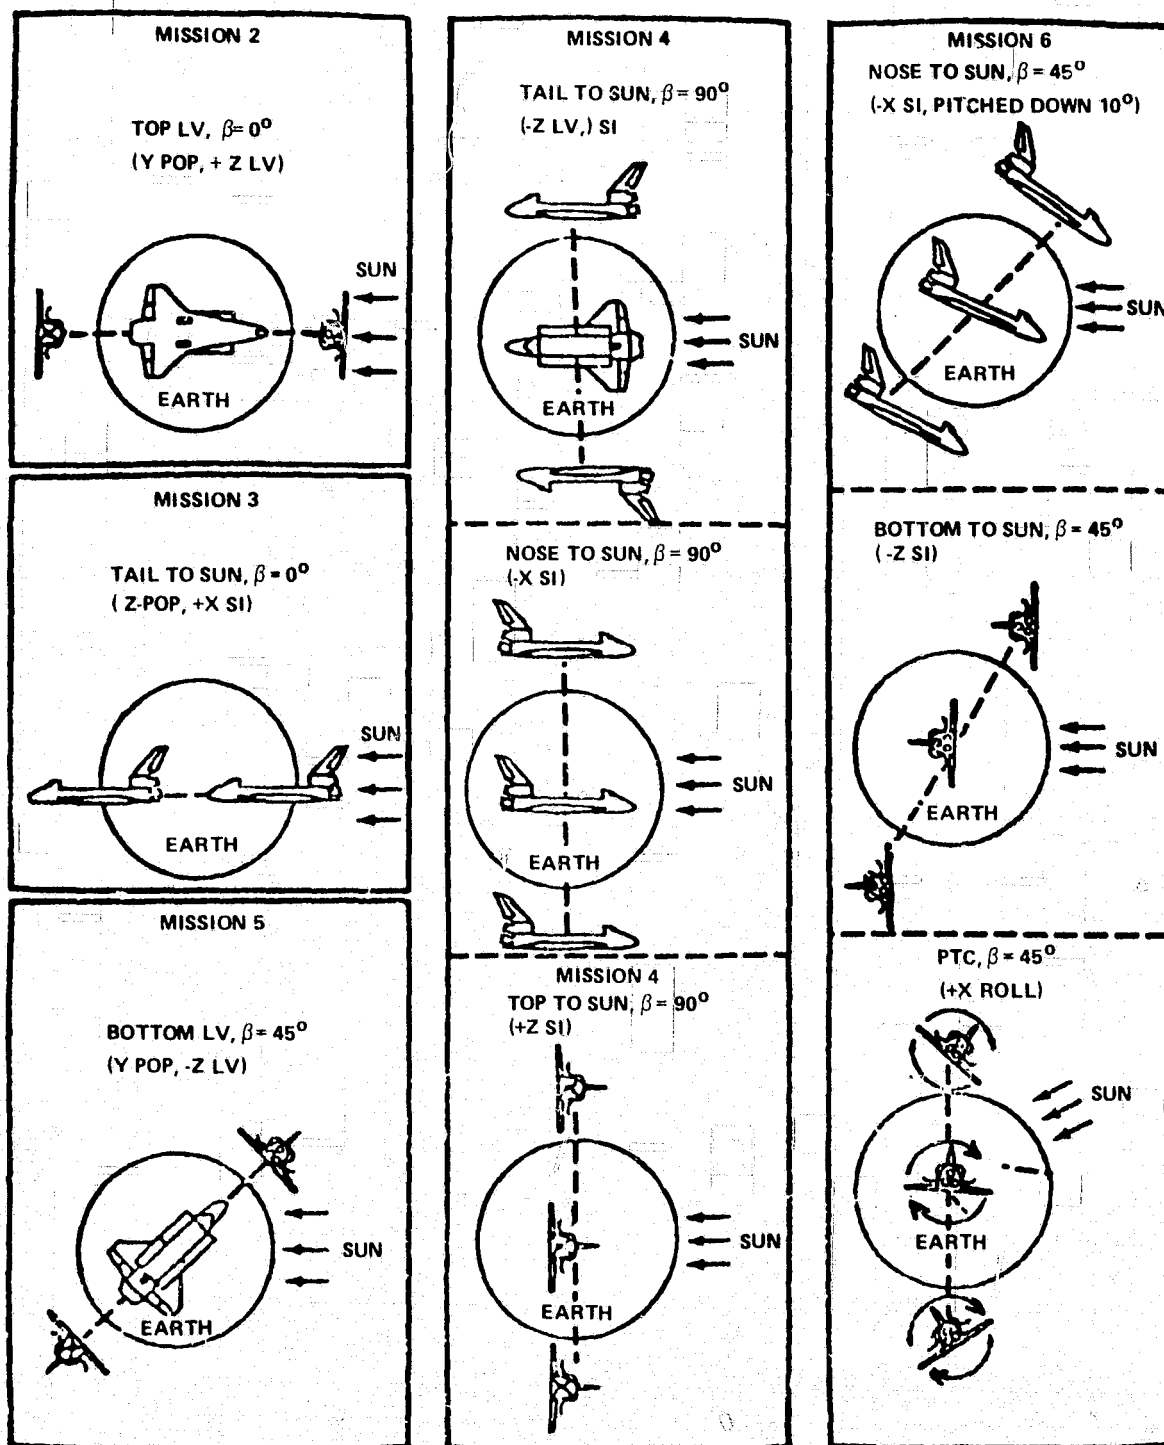 MISSION 2
TOP LV, β= 0°
(Y POP, + Z LV)
SUN
EARTH
MISSION 3
TAIL TO SUN, β = 0°
( Z-POP, +X SI)
SUN
EARTH
MISSION 5
BOTTOM LV, β = 45°
(Y POP, -Z LV)
SUN
EARTH
MISSION 4
TAIL TO SUN, β = 90°
(-Z LV,) SI
SUN
EARTH
NOSE TO SUN, β = 90°
(-X SI)
SUN
EARTH
MISSION 4
TOP TO SUN, β = 90°
(+Z SI)
SUN
EARTH
MISSION 6
NOSE TO SUN, β = 45°
(-X SI, PITCHED DOWN 10°)
SUN
EARTH
BOTTOM TO SUN, β = 45°
( -Z SI)
SUN
EARTH
PTC, β = 45°
(+X ROLL)
SUN
EARTH